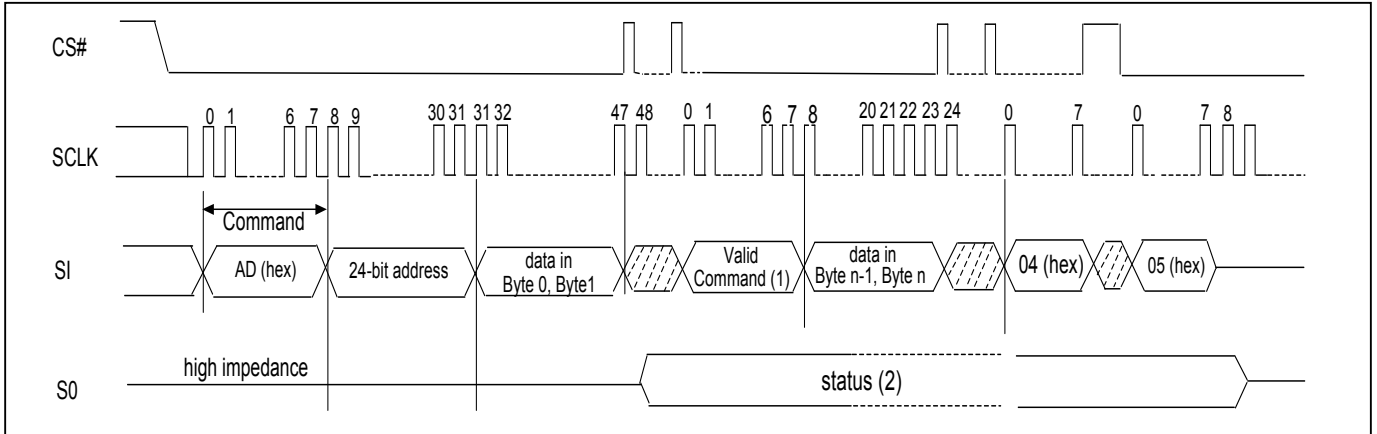 CS#
0 1 6 7 8 9 30 31 31 32 47 48 0 1 6 7 8 20 21 22 23 24 0 7 0 7 8
SCLK
Command
SI
AD (hex)
24-bit address
data in
Byte 0, Byte1
Valid
Command (1)
data in
Byte n-1, Byte n
04 (hex)
05 (hex)
high impedance
S0
status (2)